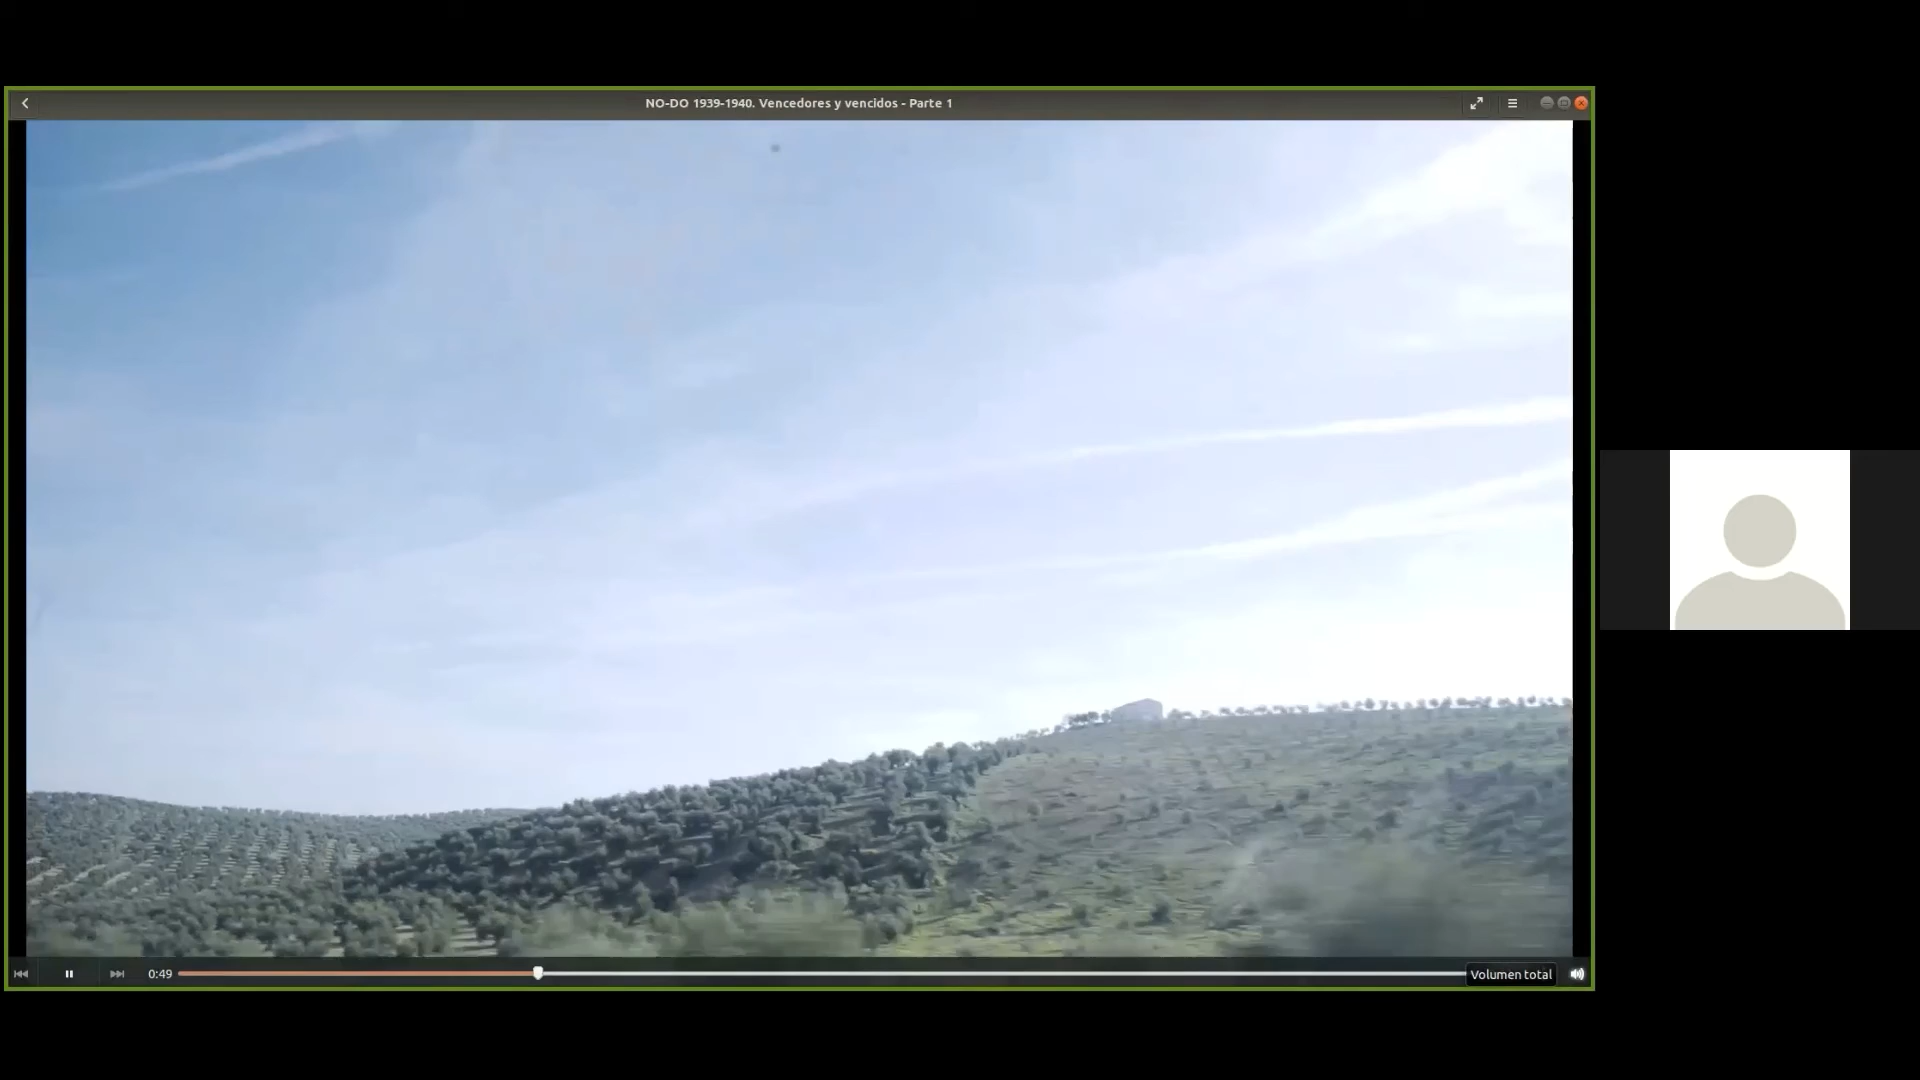 NO-DO 1939-1940. Vencedores y vencidos - Parte 1
0:49
Volumen total